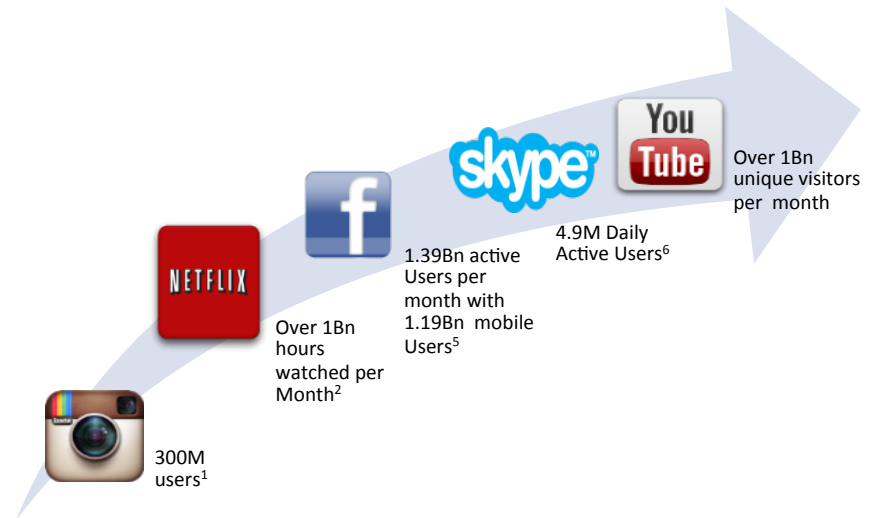 You
Tube
skype™
Over 1Bn
unique visitors
per month
4.9M Daily
Active Users6
f
1.39Bn active
Users per
month with
1.19Bn mobile
Users5
NETFLIX
Over 1Bn
hours
watched per
Month2
300M
users1